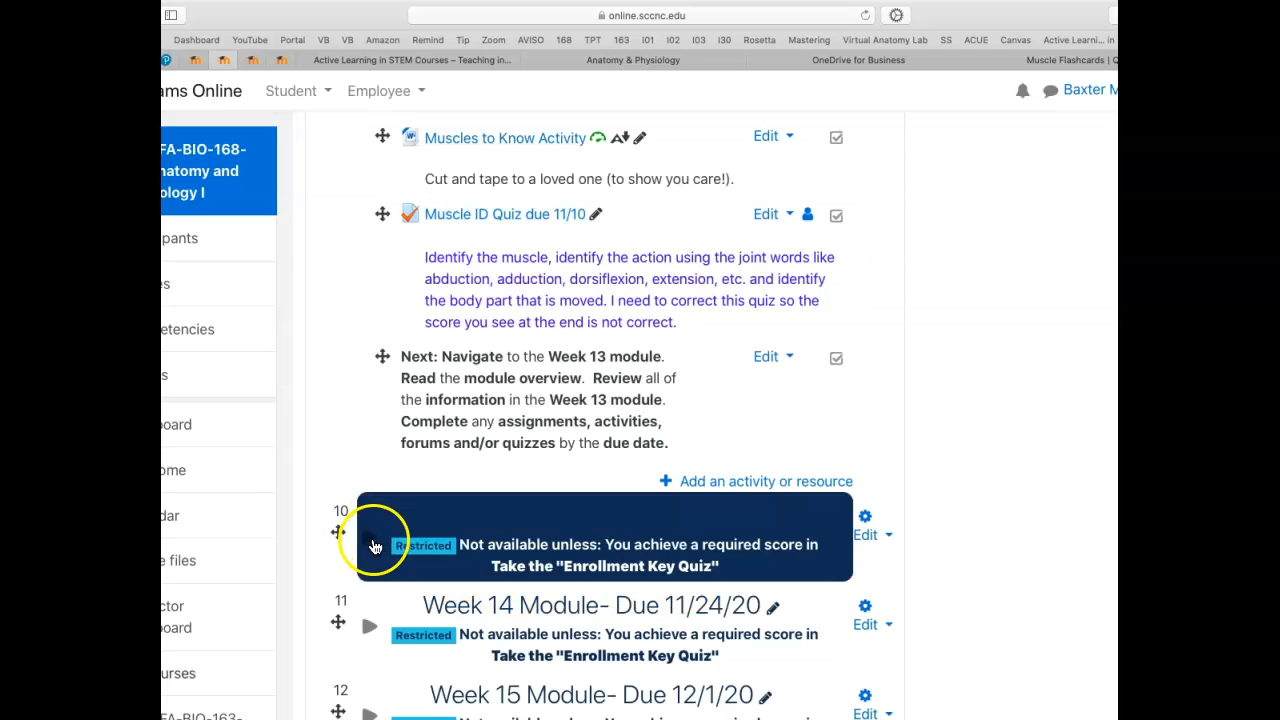 online.sccnc.edu
Dashboard YouTube Portal VB VB Amazon Remind Tip Zoom AVISO 168 TPT 163 I01 I02 I03 I30 Rosetta Mastering Virtual Anatomy Lab SS ACUE Canvas Active Learni... in
Active Learning in STEM Courses – Teaching in... Anatomy & Physiology OneDrive for Business Muscle Flashcards | Q
ams Online Student Employee Baxter M
FA-BIO-168-
natomy and
ology I
pants
es
petencies
s
board
ome
dar
e files
ctor
board
urses
FA-BIO-163-
Muscles to Know Activity Edit
Cut and tape to a loved one (to show you care!).
Muscle ID Quiz due 11/10 Edit
Identify the muscle, identify the action using the joint words like
abduction, adduction, dorsiflexion, extension, etc. and identify
the body part that is moved. I need to correct this quiz so the
score you see at the end is not correct.
Next: Navigate to the Week 13 module. Edit
Read the module overview. Review all of
the information in the Week 13 module.
Complete any assignments, activities,
forums and/or quizzes by the due date.
Add an activity or resource
10
Restricted Not available unless: You achieve a required score in
Take the "Enrollment Key Quiz"
Edit
11
Week 14 Module- Due 11/24/20
Restricted Not available unless: You achieve a required score in
Take the "Enrollment Key Quiz"
Edit
12
Week 15 Module- Due 12/1/20
Edit